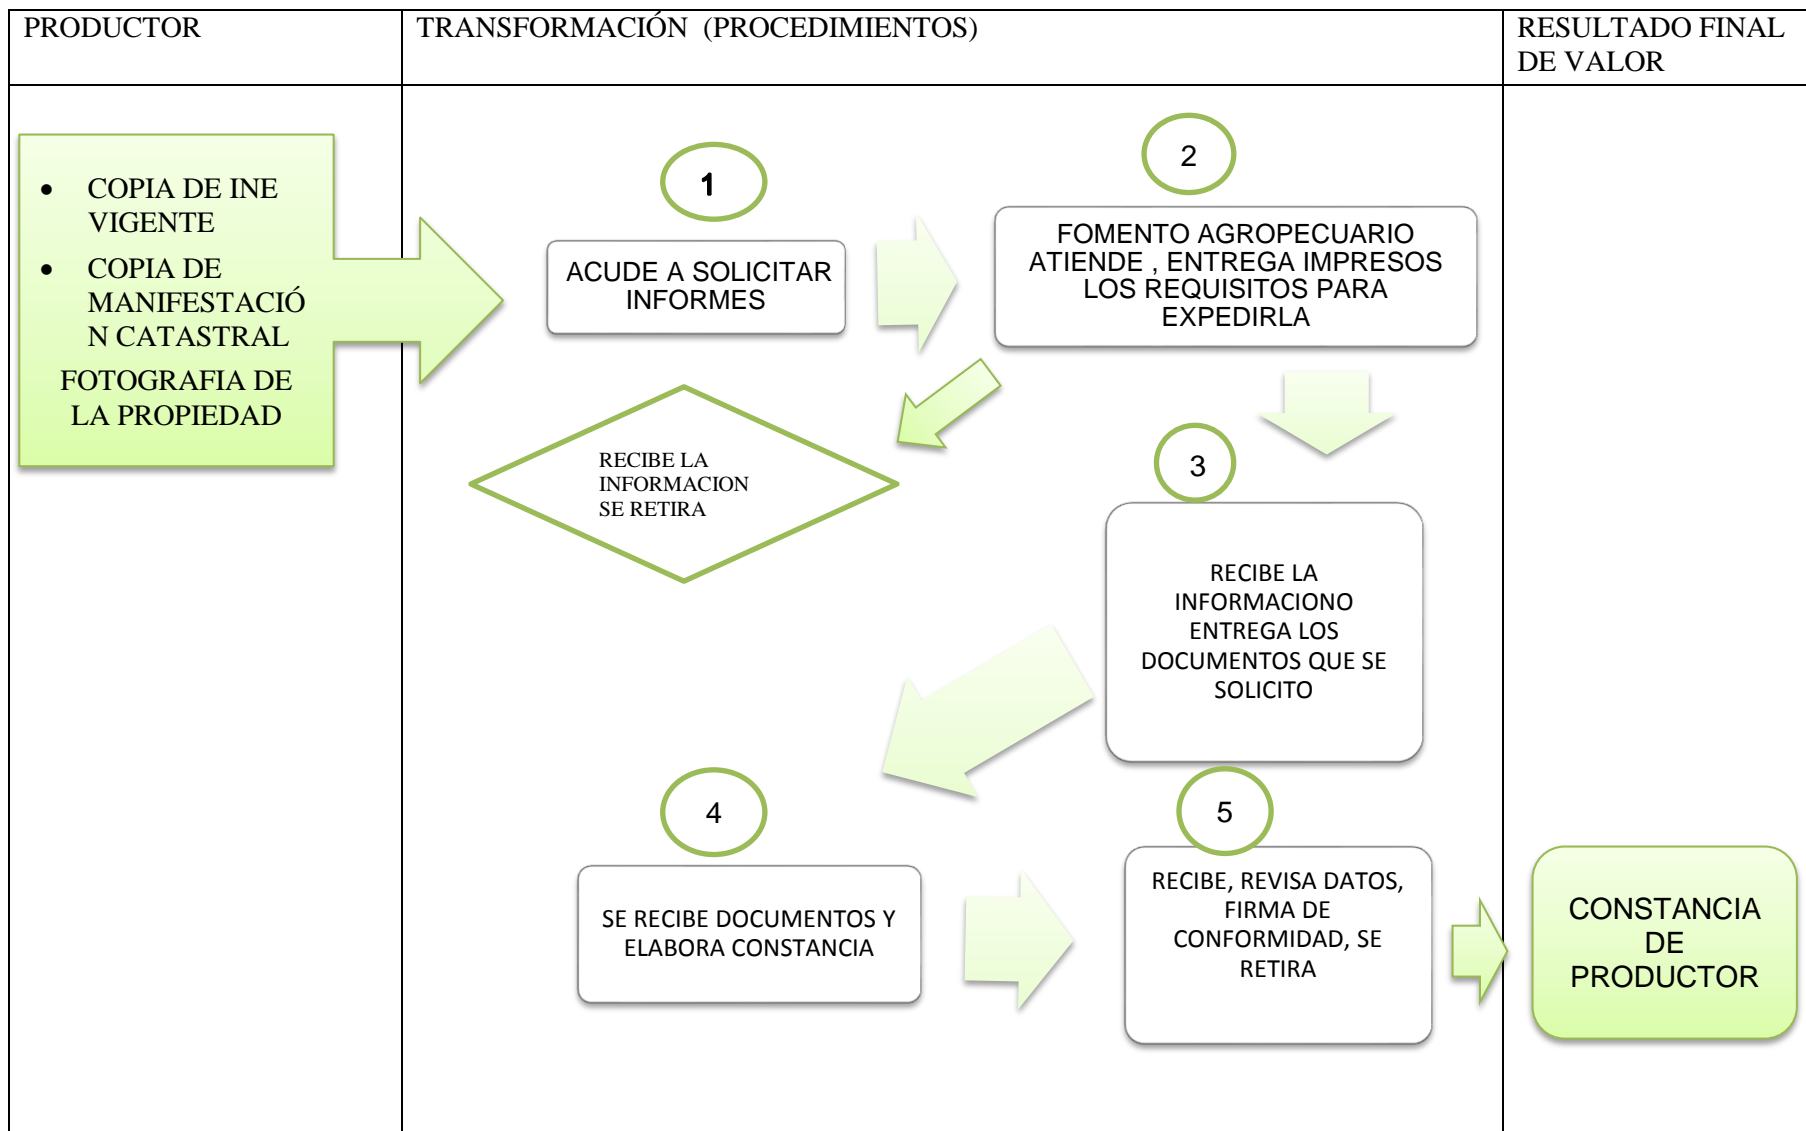 PRODUCTOR
TRANSFORMACIÓN (PROCEDIMIENTOS)
RESULTADO FINAL
DE VALOR
• COPIA DE INE
VIGENTE
• COPIA DE
MANIFESTACIÓ
N CATASTRAL
FOTOGRAFIA DE
LA PROPIEDAD
1
ACUDE A SOLICITAR
INFORMES
2
FOMENTO AGROPECUARIO
ATIENDE , ENTREGA IMPRESOS
LOS REQUISITOS PARA
EXPEDIRLA
RECIBE LA
INFORMACION
SE RETIRA
3
RECIBE LA
INFORMACIONO
ENTREGA LOS
DOCUMENTOS QUE SE
SOLICITO
4
SE RECIBE DOCUMENTOS Y
ELABORA CONSTANCIA
5
RECIBE, REVISA DATOS,
FIRMA DE
CONFORMIDAD, SE
RETIRA
CONSTANCIA
DE
PRODUCTOR